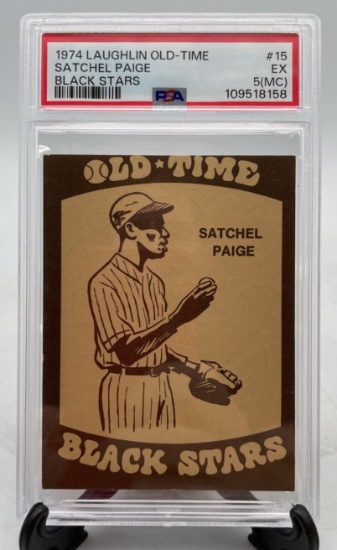 1974 LAUGHLIN OLD-TIME #15
SATCHEL PAIGE EX
BLACK STARS 5(MC)
PSA 109518158
OLD★TIME
SATCHEL
PAIGE
BLACK STARS